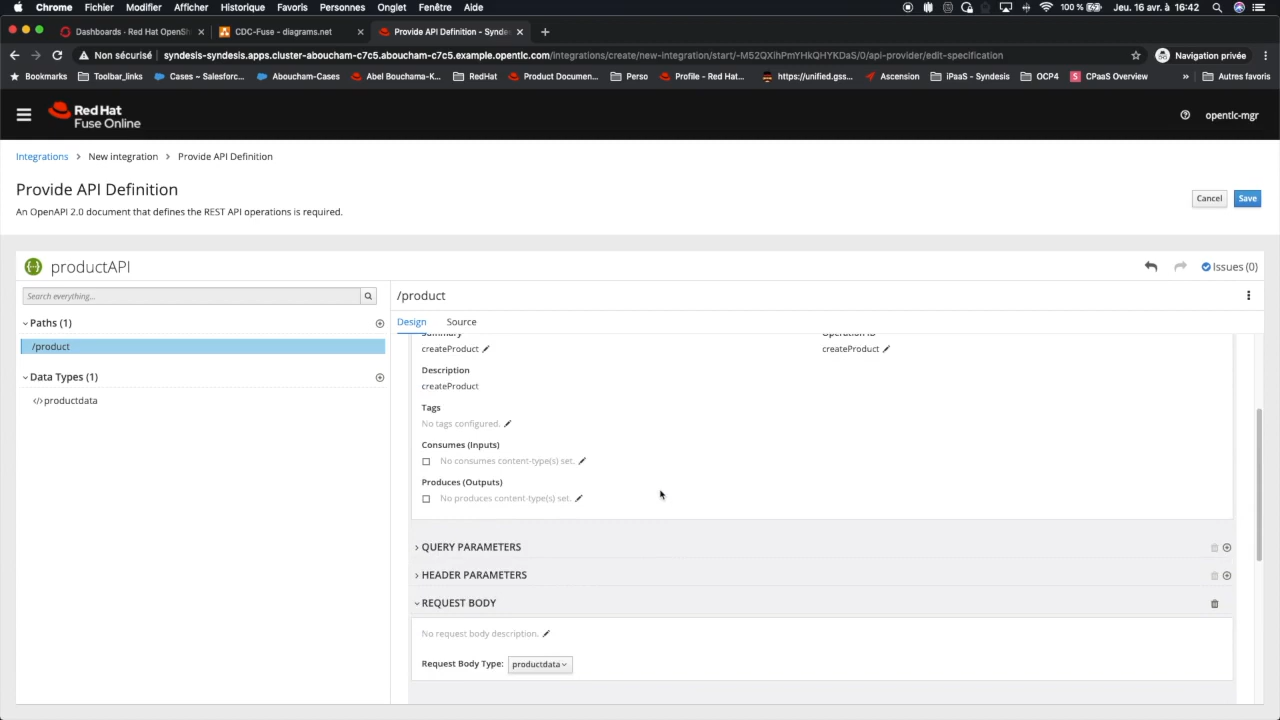 Chrome Fichier Modifier Afficher Historique Favoris Personnes Onglet Fenêtre Aide 100 % Jeu. 16 avr. à 16:42
Dashboards · Red Hat OpenSh × CDC-Fuse – diagrams.net × Provide API Definition - Syndes × +
Non sécurisé syndesis-syndesis.apps.cluster-aboucham-c7c5.aboucham-c7c5.example.opentlc.com/integrations/create/new-integration/start/-M52QXihPmYHkQHYKDaS/0/api-provider/edit-specification Navigation privée
Bookmarks Toolbar_links Cases ~ Salesforc... Aboucham-Cases Abel Bouchama-K... RedHat Product Documen... Perso Profile - Red Hat... https://unified.gss... Ascension iPaaS - Syndesis OCP4 CPaaS Overview » Autres favoris
Red Hat
Fuse Online
opentlc-mgr
Integrations > New integration > Provide API Definition
Provide API Definition
Cancel Save
An OpenAPI 2.0 document that defines the REST API operations is required.
productAPI
Issues (0)
Search everything...
/product
Paths (1)
Design Source
/product
Summary Operation ID
createProduct createProduct
Description
Data Types (1)
createProduct
productdata
Tags
No tags configured.
Consumes (Inputs)
No consumes content-type(s) set.
Produces (Outputs)
No produces content-type(s) set.
QUERY PARAMETERS
HEADER PARAMETERS
REQUEST BODY
No request body description.
Request Body Type: productdata